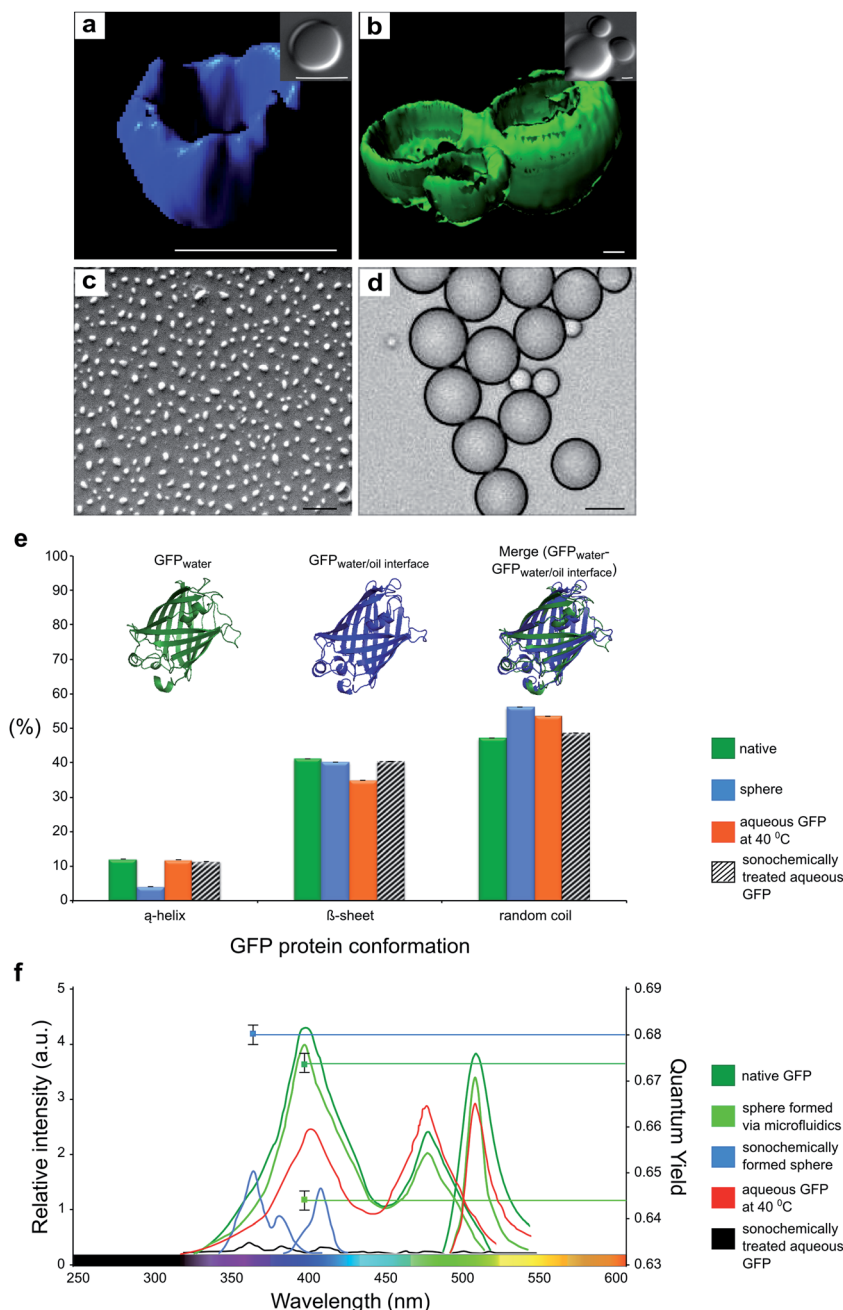 a
b
c
d
e
100
90
80
70
60
(%)
50
40
30
20
10
0
GFPwater
GFPwater/oil interface
Merge (GFPwater-
GFPwater/oil interface)
ą-helix
ß-sheet
random coil
GFP protein conformation
native
sphere
aqueous GFP
at 40 ⁰C
sonochemically
treated aqueous
GFP
f
5
4
3
2
1
0
Relative intensity (a.u.)
0.69
0.68
0.67
0.66
0.65
0.64
0.63
Quantum Yield
250
300
350
400
450
500
550
600
Wavelength (nm)
native GFP
sphere formed
via microfluidics
sonochemically
formed sphere
aqueous GFP
at 40 ⁰C
sonochemically
treated aqueous
GFP